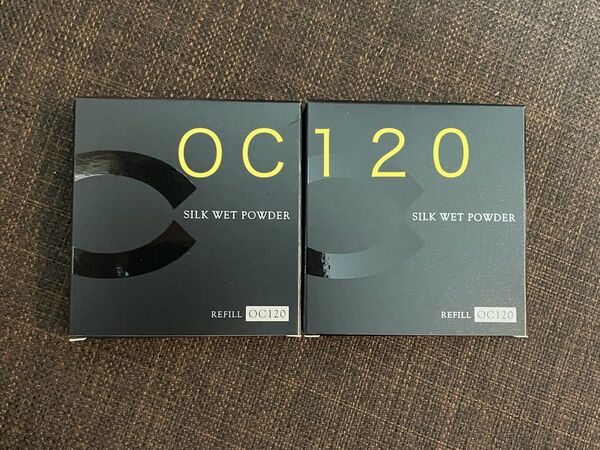 OC120
SILK WET POWDER
REFILL OC120
SILK WET POWDER
REFILL OC120